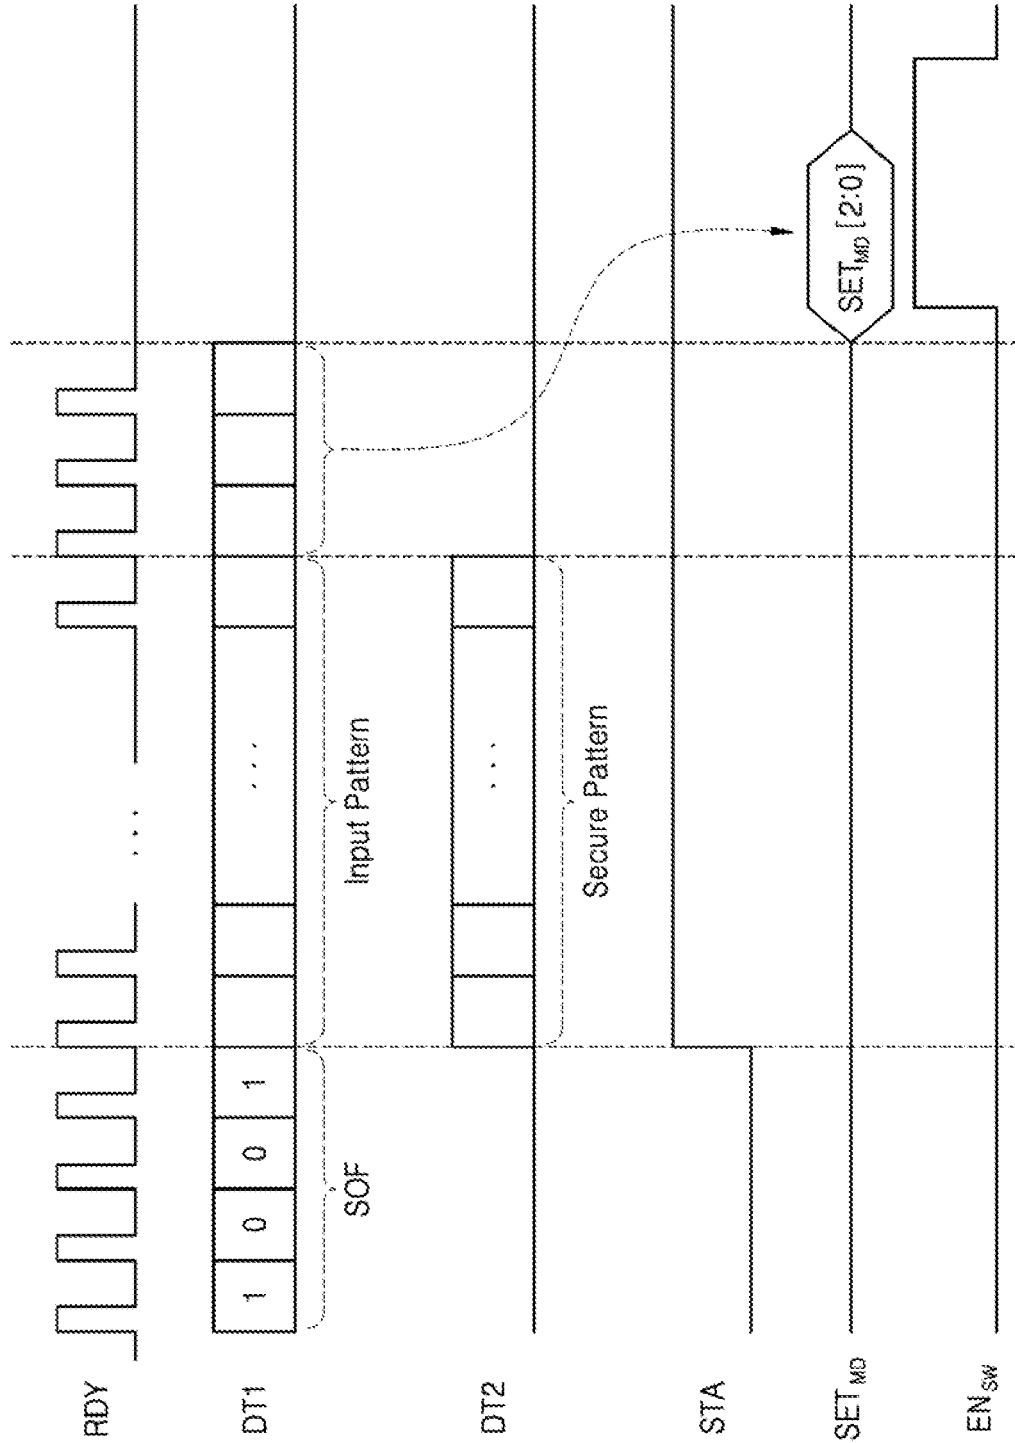 RDY
DT1
1 0 0 1
...
...
SOF
Input Pattern
DT2
...
Secure Pattern
STA
SET_MD
SET_MD [2:0]
EN_SW